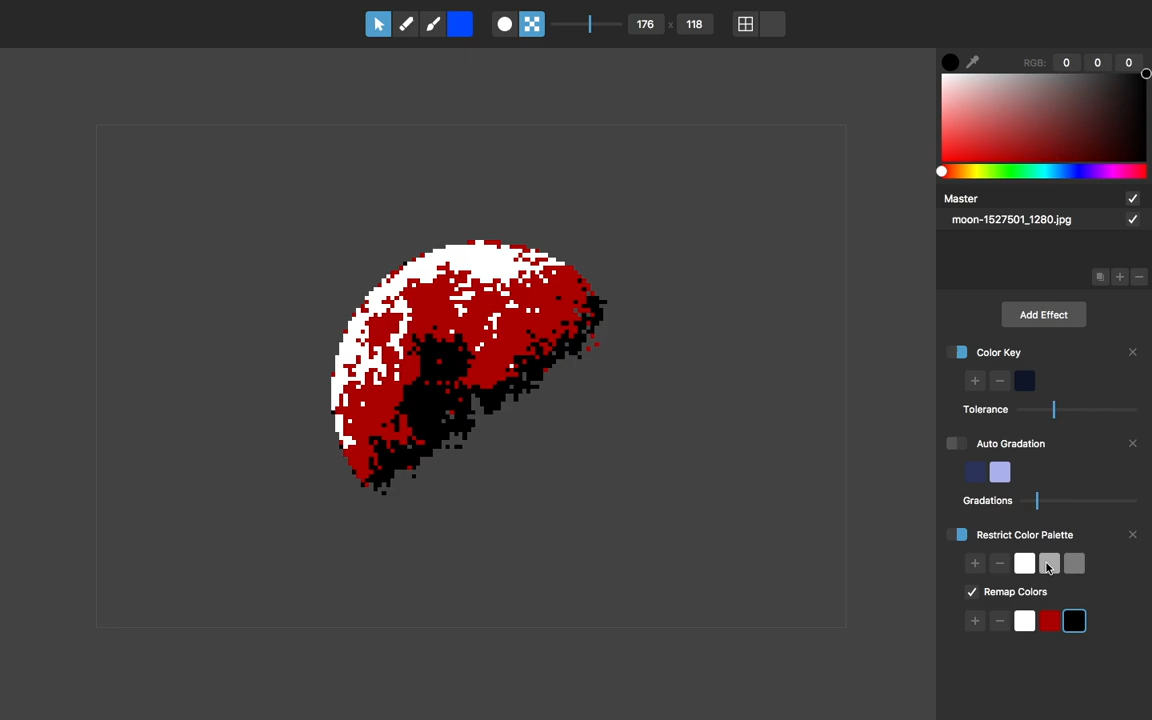 176 x 118
RGB: 0 0 0
Master
moon-1527501_1280.jpg
Add Effect
Color Key
Tolerance
Auto Gradation
Gradations
Restrict Color Palette
Remap Colors